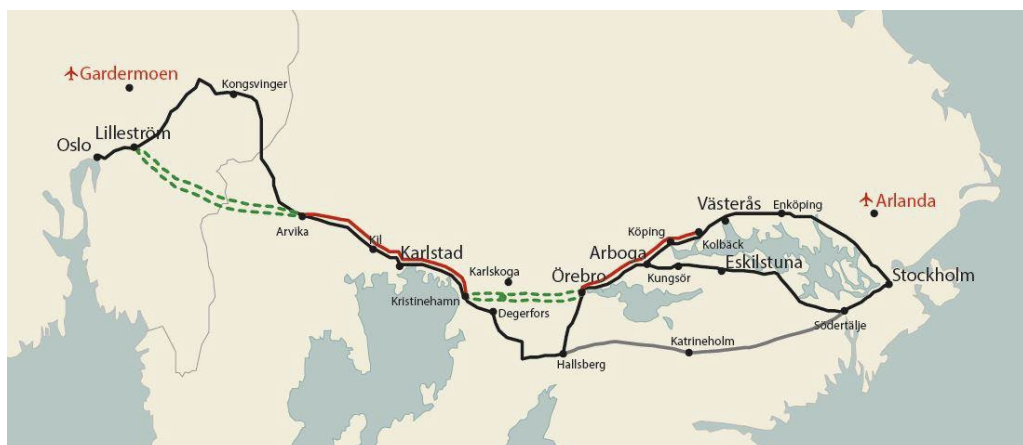 Gardermoen
Kongsvinger
Lilleström
Oslo
Arvika
Kil
Karlstad
Kristinehamn
Karlskoga
Degerfors
Örebro
Hallsberg
Arboga
Köping
Kolbäck
Kungsör
Västerås
Enköping
Eskilstuna
Arlanda
Stockholm
Södertälje
Katrineholm